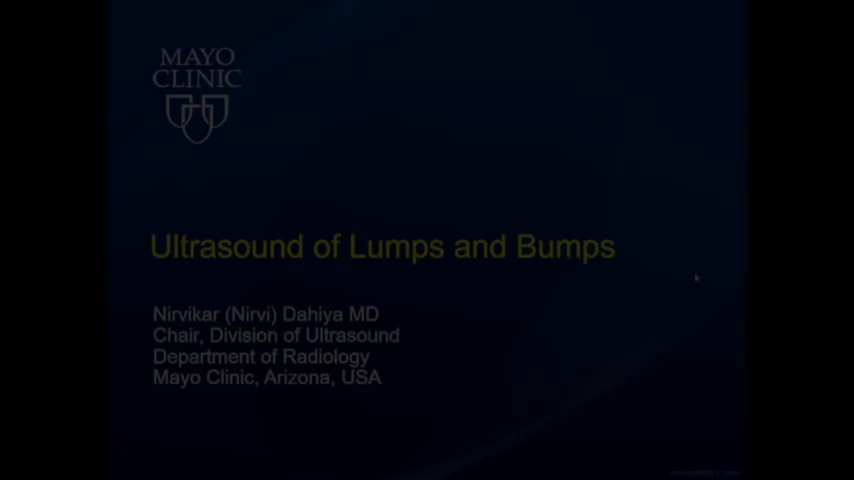 MAYO
CLINIC
Ultrasound of Lumps and Bumps
Nirvikar (Nirvi) Dahiya MD
Chair, Division of Ultrasound
Department of Radiology
Mayo Clinic, Arizona, USA